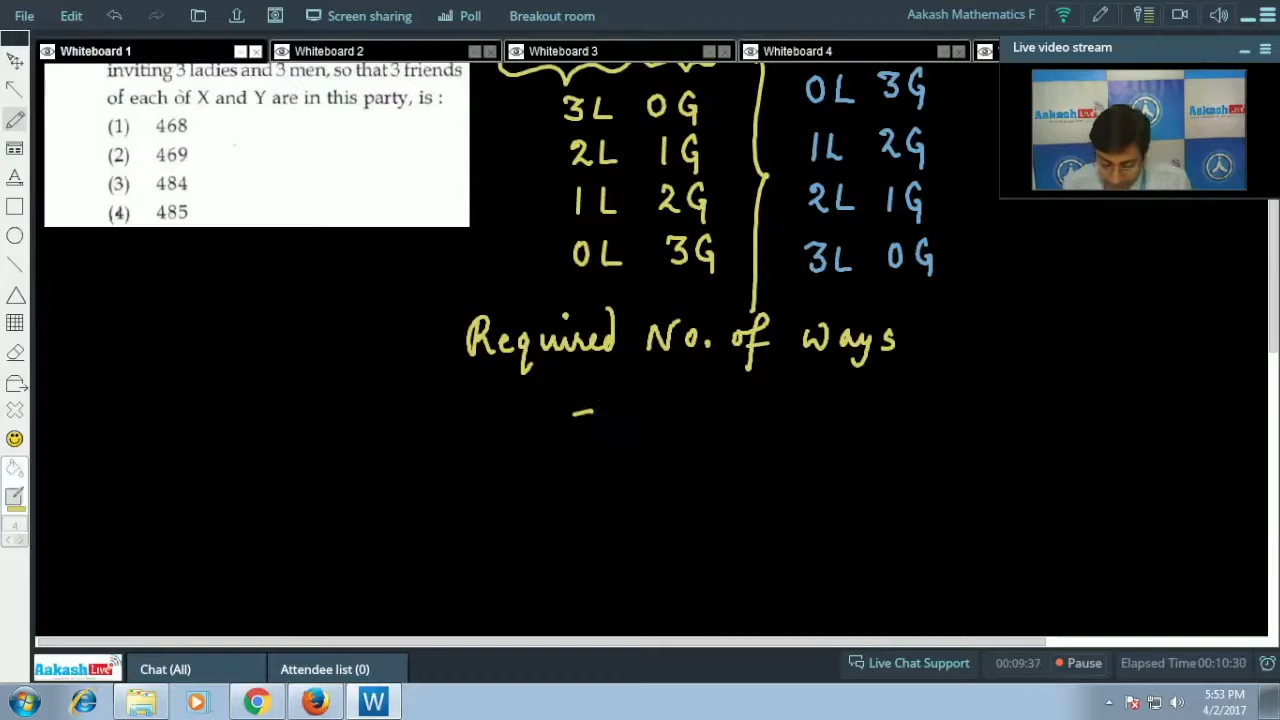 File Edit Screen sharing Poll Breakout room Aakash Mathematics F
Whiteboard 1 Whiteboard 2 Whiteboard 3 Whiteboard 4
Live video stream
inviting 3 ladies and 3 men, so that 3 friends
of each of X and Y are in this party, is :
(1) 468
(2) 469
(3) 484
(4) 485
3L 0G 0L 3G
2L 1G 1L 2G
1L 2G 2L 1G
0L 3G 3L 0G
Required No. of ways
Aakash Live Chat (All) Attendee list (0) Live Chat Support 00:09:37 Pause Elapsed Time 00:10:30
5:53 PM
4/2/2017